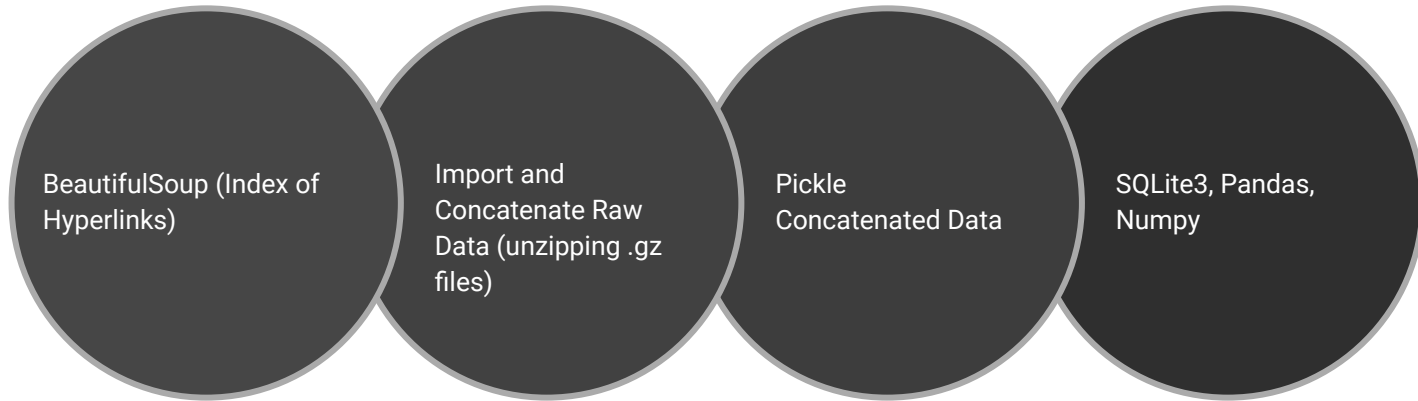 BeautifulSoup (Index of
Hyperlinks)
Import and
Concatenate Raw
Data (unzipping .gz
files)
Pickle
Concatenated Data
SQLite3, Pandas,
Numpy